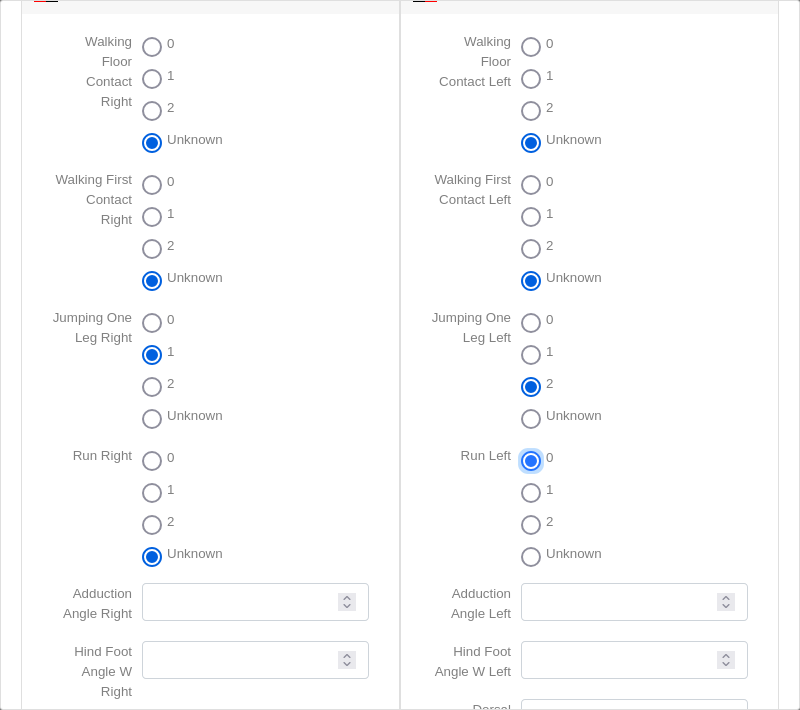 Walking
Floor
Contact
Right
0
1
2
Unknown
Walking First
Contact
Right
0
1
2
Unknown
Jumping One
Leg Right
0
1
2
Unknown
Run Right
0
1
2
Unknown
Adduction
Angle Right
Hind Foot
Angle W
Right
Walking
Floor
Contact Left
0
1
2
Unknown
Walking First
Contact Left
0
1
2
Unknown
Jumping One
Leg Left
0
1
2
Unknown
Run Left
0
1
2
Unknown
Adduction
Angle Left
Hind Foot
Angle W Left
Dorsal